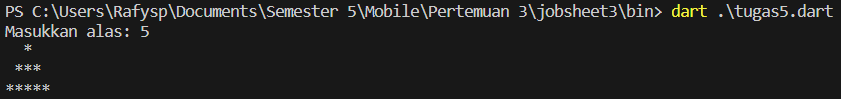 PS C:\Users\Rafysp\Documents\Semester 5\Mobile\Pertemuan 3\jobsheet3\bin> dart .\tugas5.dart
Masukkan alas: 5
  *
 ***
*****